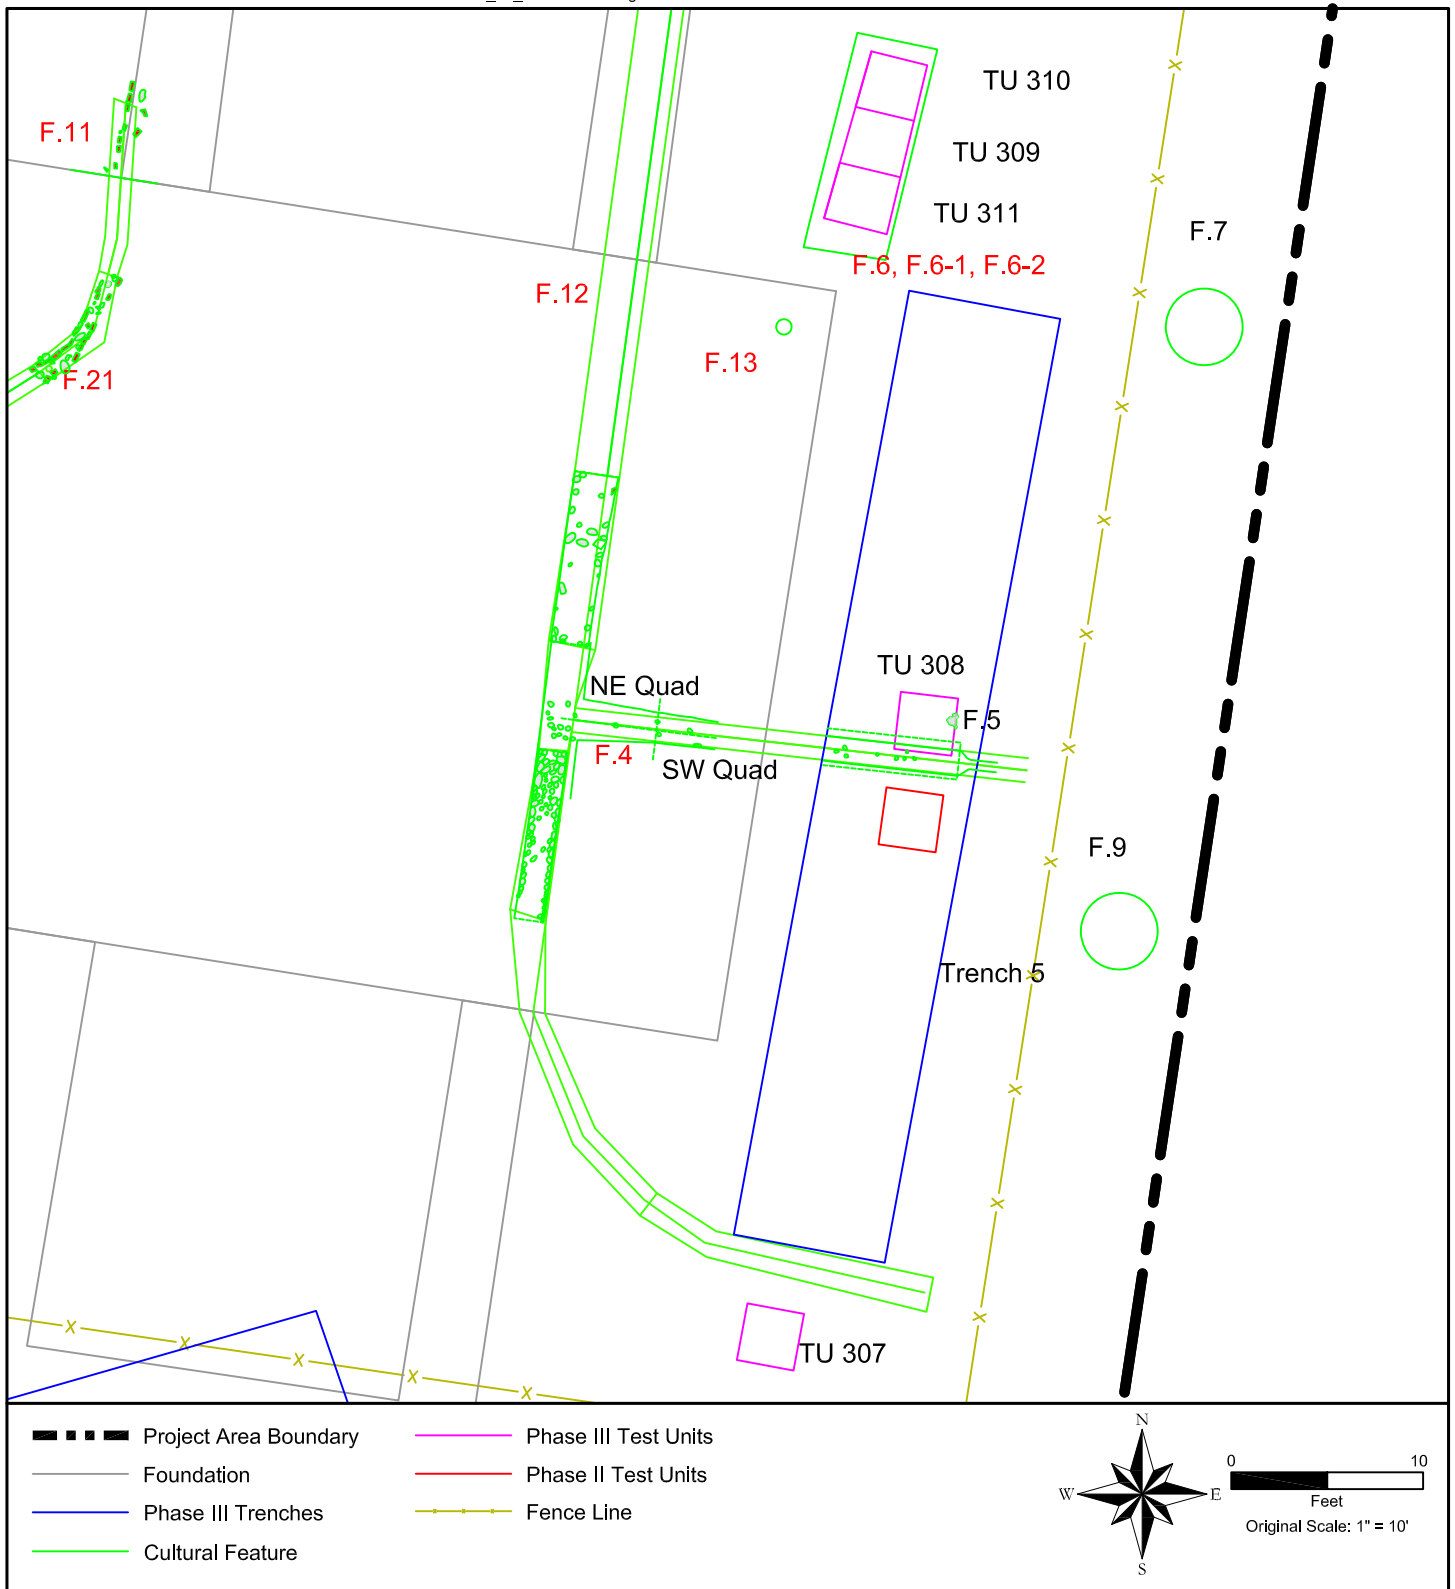 TU 310
F.11
TU 309
TU 311
F.7
F.6, F.6-1, F.6-2
F.12
F.13
F.21
TU 308
NE Quad
F.5
F.4
SW Quad
F.9
Trench 5
TU 307
Project Area Boundary
Foundation
Phase III Trenches
Cultural Feature
Phase III Test Units
Phase II Test Units
Fence Line
N
W
E
S
0 10
Feet
Original Scale: 1" = 10'